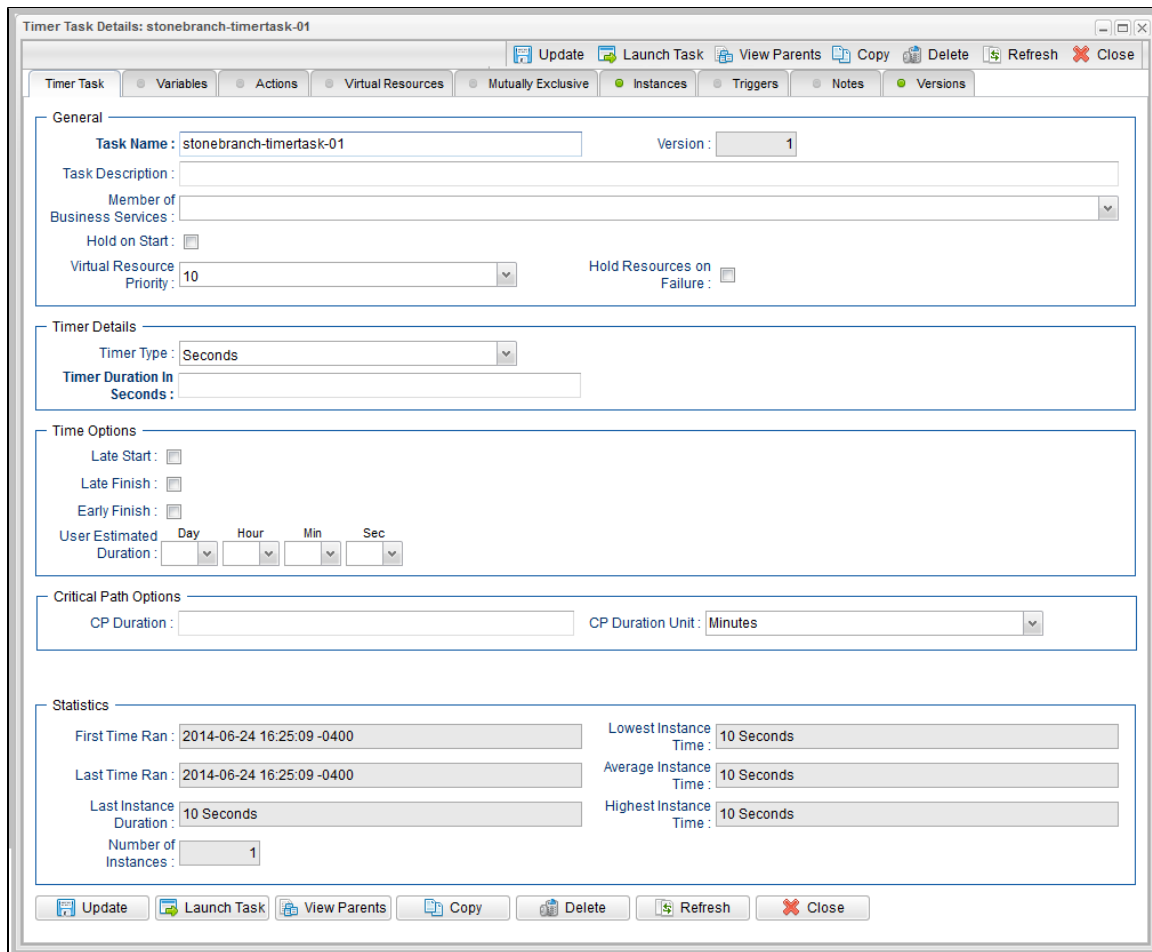 Timer Task Details: stonebranch-timertask-01
Update Launch Task View Parents Copy Delete Refresh Close
Timer Task Variables Actions Virtual Resources Mutually Exclusive Instances Triggers Notes Versions
General
Task Name : stonebranch-timertask-01 Version : 1
Task Description :
Member of
Business Services :
Hold on Start :
Virtual Resource
Priority : 10
Hold Resources on
Failure :
Timer Details
Timer Type : Seconds
Timer Duration In
Seconds :
Time Options
Late Start :
Late Finish :
Early Finish :
User Estimated
Duration :
Day Hour Min Sec
Critical Path Options
CP Duration : CP Duration Unit : Minutes
Statistics
First Time Ran : 2014-06-24 16:25:09 -0400
Lowest Instance
Time : 10 Seconds
Last Time Ran : 2014-06-24 16:25:09 -0400
Average Instance
Time : 10 Seconds
Last Instance
Duration : 10 Seconds
Highest Instance
Time : 10 Seconds
Number of
Instances : 1
Update Launch Task View Parents Copy Delete Refresh Close